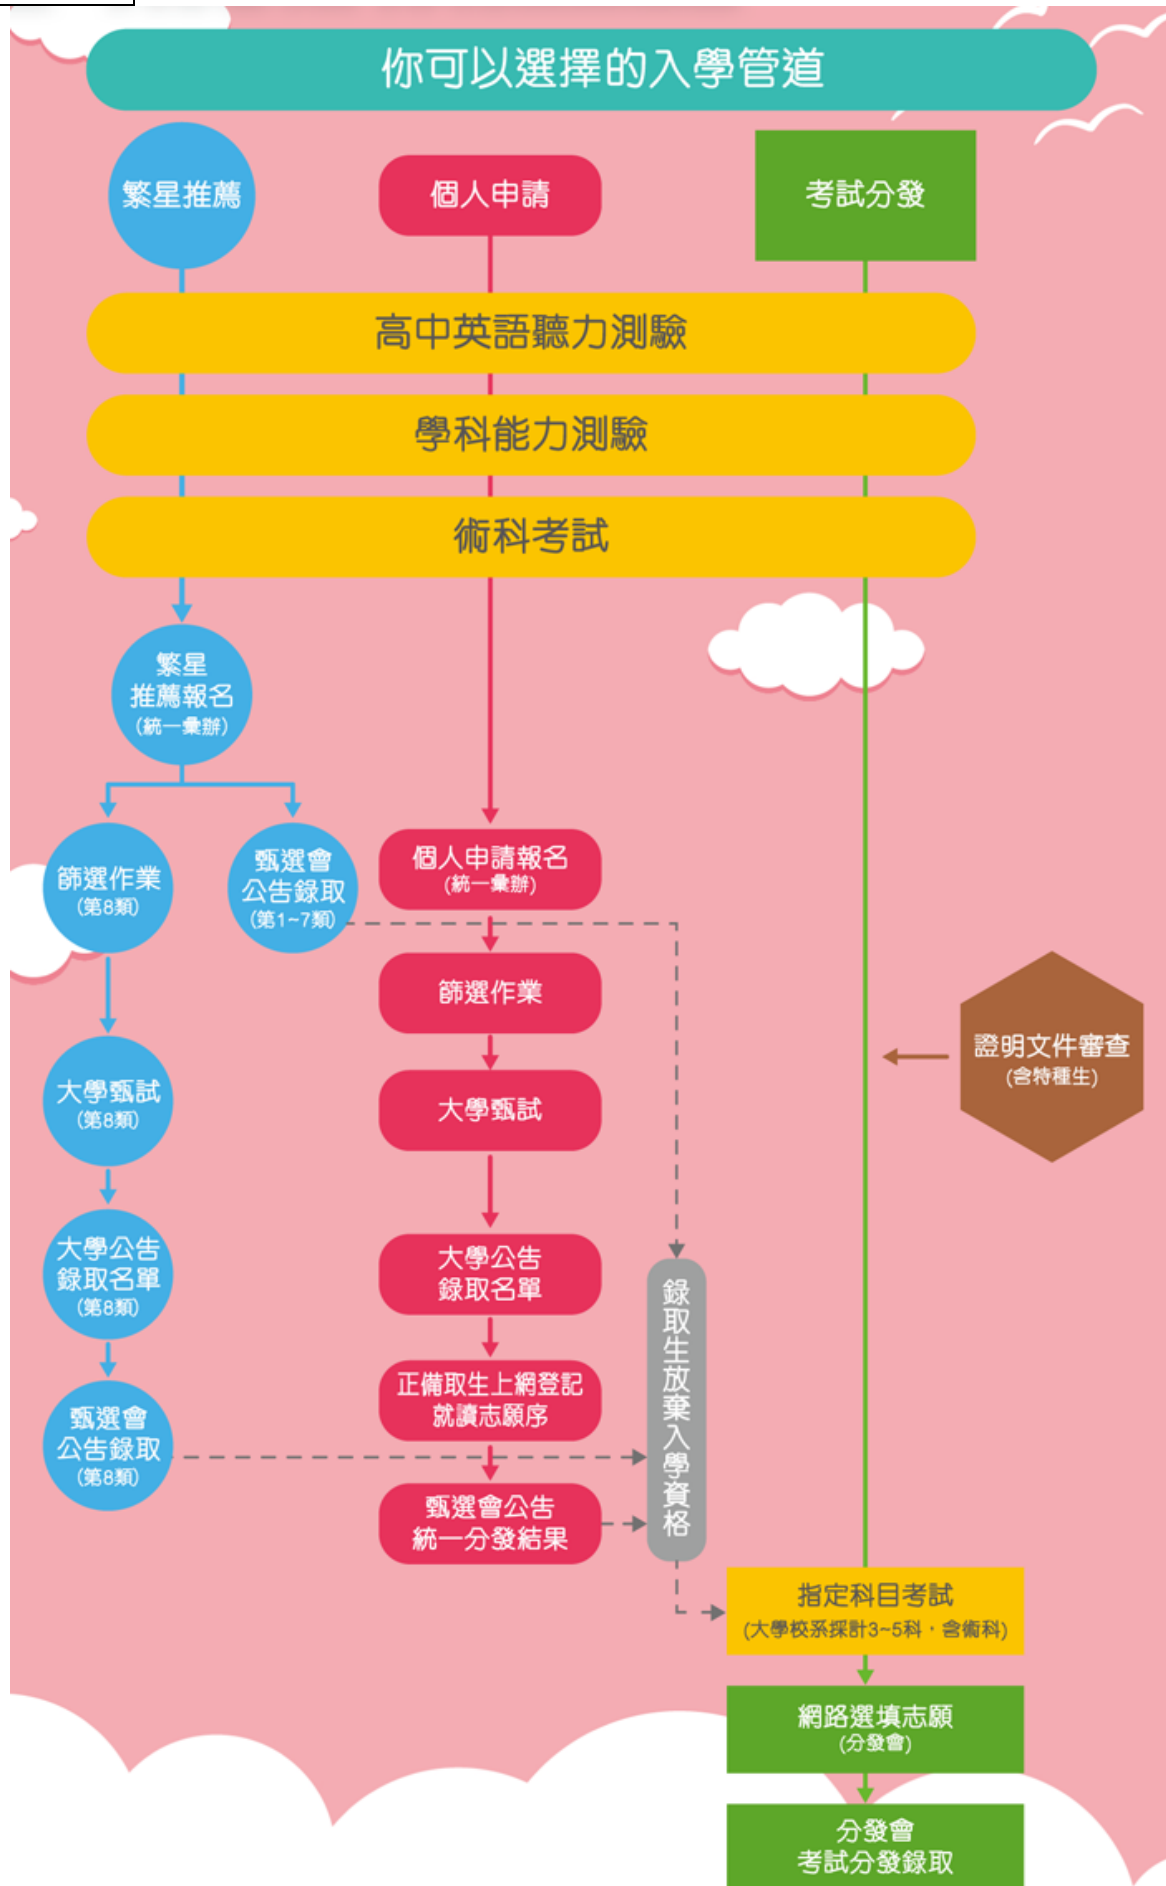 你可以選擇的入學管道
繁星推薦
個人申請
考試分發
高中英語聽力測驗
學科能力測驗
術科考試
繁星
推薦報名
(統一彙辦)
篩選作業
(第8類)
甄選會
公告錄取
(第1~7類)
個人申請報名
(統一彙辦)
篩選作業
大學甄試
(第8類)
大學甄試
證明文件審查
(含特種生)
大學公告
錄取名單
(第8類)
大學公告
錄取名單
正備取生上網登記
就讀志願序
甄選會
公告錄取
(第8類)
甄選會公告
統一分發結果
錄取生放棄入學資格
指定科目考試
(大學校系採計3~5科，含術科)
網路選填志願
(分發會)
分發會
考試分發錄取